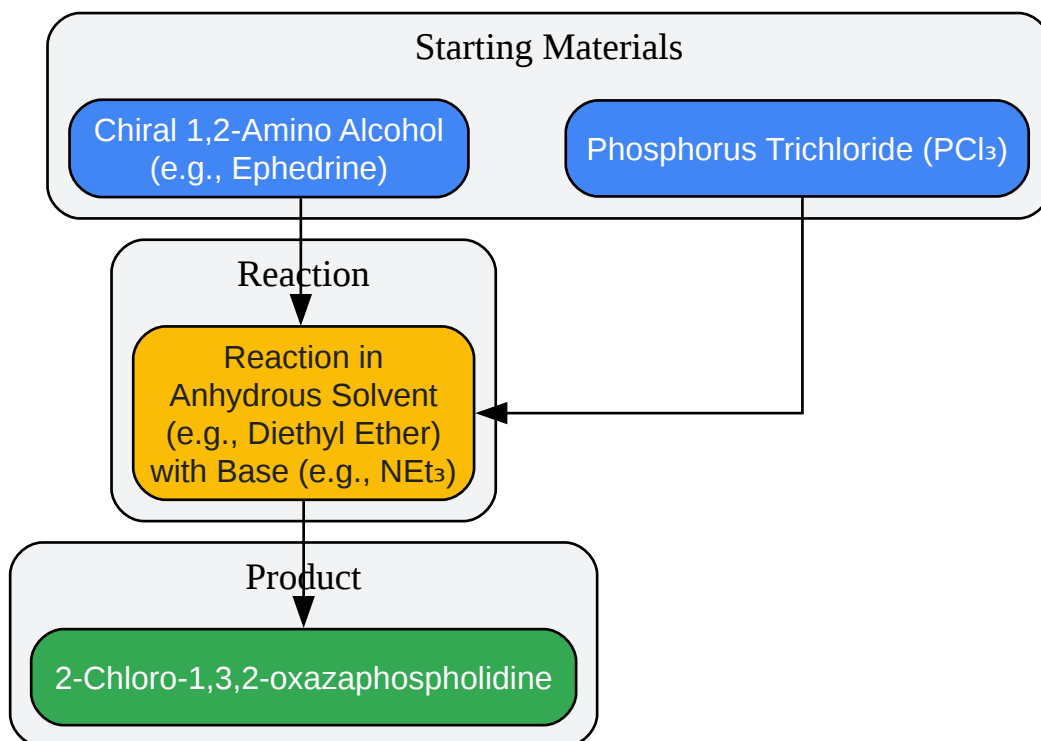 Starting Materials
Chiral 1,2-Amino Alcohol
(e.g., Ephedrine)
Phosphorus Trichloride (PCl₃)
Reaction
Reaction in
Anhydrous Solvent
(e.g., Diethyl Ether)
with Base (e.g., NEt₃)
Product
2-Chloro-1,3,2-oxazaphospholidine